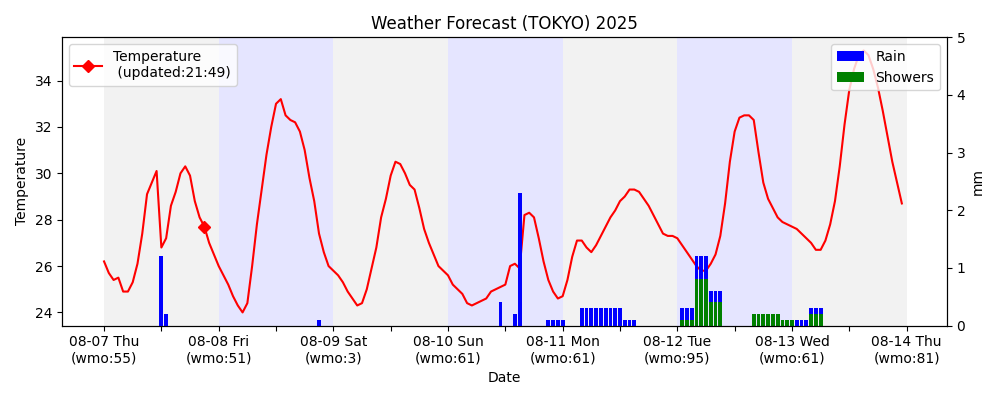 Weather Forecast (TOKYO) 2025
Temperature
(updated:21:49)
Rain
Showers
Temperature
34
32
30
28
26
24
5
4
3
2
1
0
mm
08-07 Thu 08-08 Fri 08-09 Sat 08-10 Sun 08-11 Mon 08-12 Tue 08-13 Wed 08-14 Thu
(wmo:55) (wmo:51) (wmo:3) (wmo:61) (wmo:61) (wmo:95) (wmo:61) (wmo:81)
Date